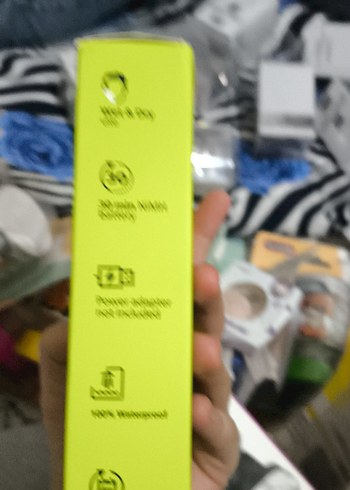 Wet & Dry
30
30 min. NiMH
battery
Power adapter
not included
100% Waterproof